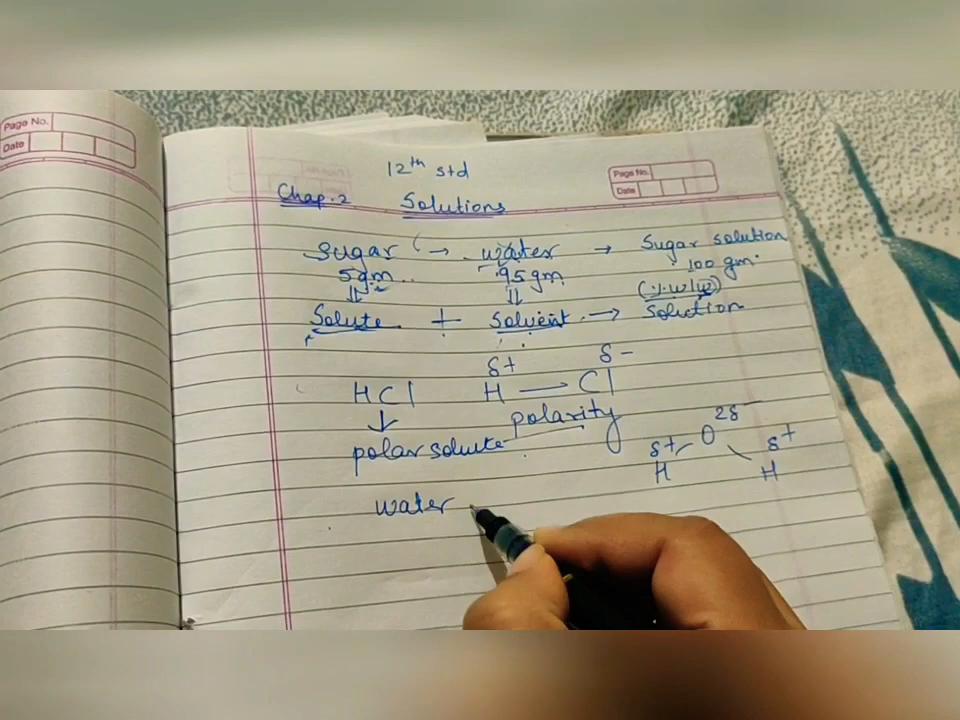 Page No.
Date
12th std
Page No.
Date
Chap. 2 Solutions
Sugar → water → Sugar solution
5gm 95gm 100 gm.
⇓ ⇓ (% w/w)
Solute + Solvent → Solution
δ+ δ-
HCl H → Cl
↓ polarity
polar solute
2δ-
δ+ O δ+
H H
water